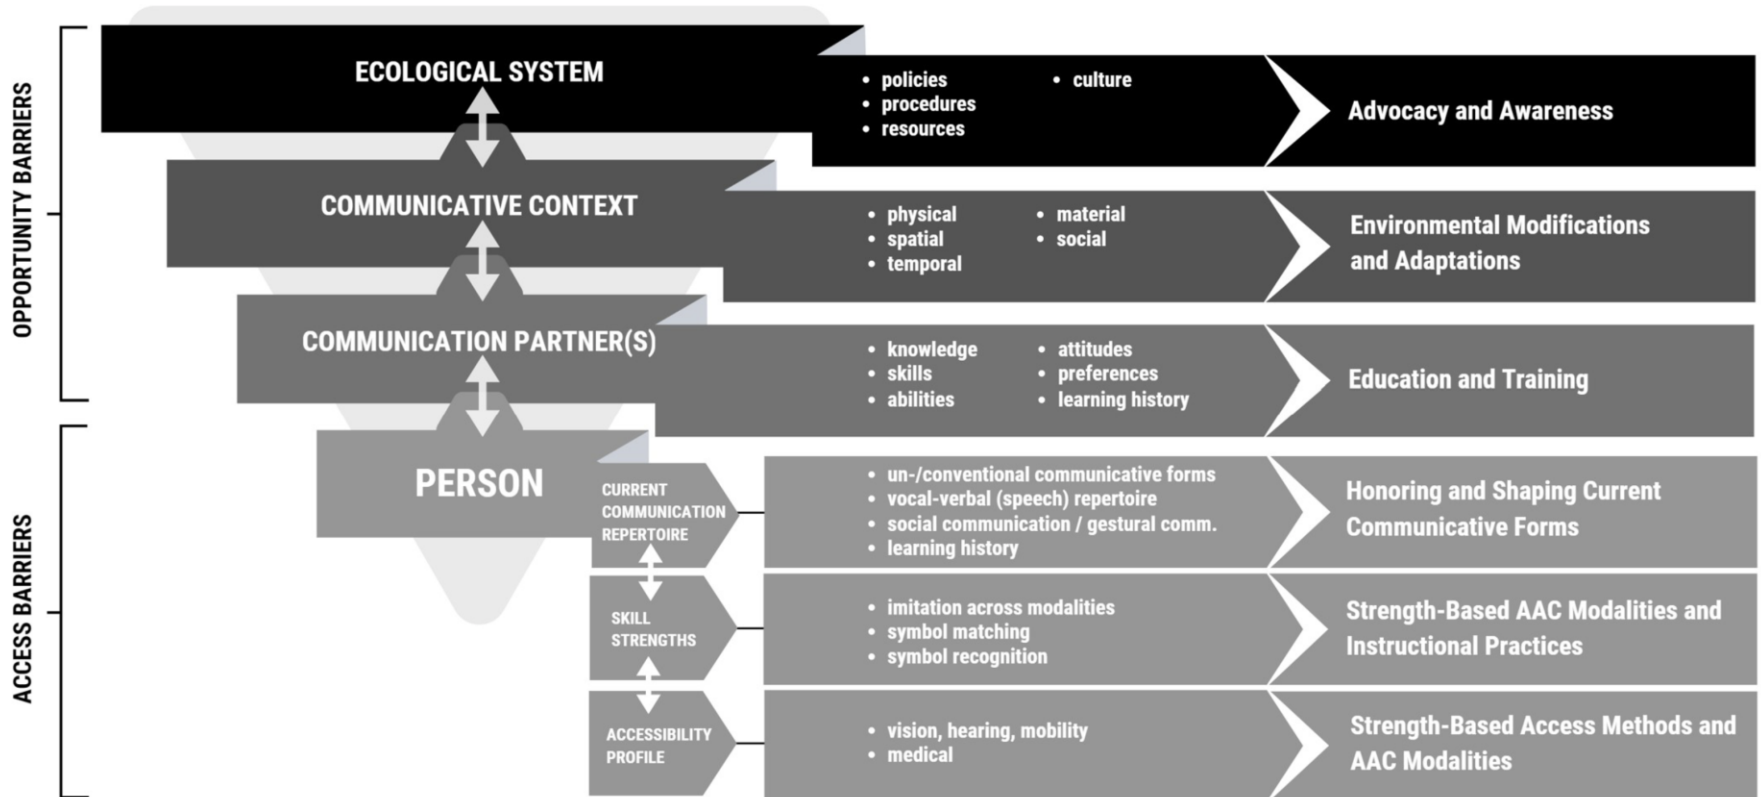 OPPORTUNITY BARRIERS
ECOLOGICAL SYSTEM
• policies
• procedures
• resources
• culture
Advocacy and Awareness
COMMUNICATIVE CONTEXT
• physical
• spatial
• temporal
• material
• social
Environmental Modifications
and Adaptations
COMMUNICATION PARTNER(S)
• knowledge
• skills
• abilities
• attitudes
• preferences
• learning history
Education and Training
ACCESS BARRIERS
PERSON
CURRENT
COMMUNICATION
REPERTOIRE
• un-/conventional communicative forms
• vocal-verbal (speech) repertoire
• social communication / gestural comm.
• learning history
Honoring and Shaping Current
Communicative Forms
SKILL
STRENGTHS
• imitation across modalities
• symbol matching
• symbol recognition
Strength-Based AAC Modalities and
Instructional Practices
ACCESSIBILITY
PROFILE
• vision, hearing, mobility
• medical
Strength-Based Access Methods and
AAC Modalities